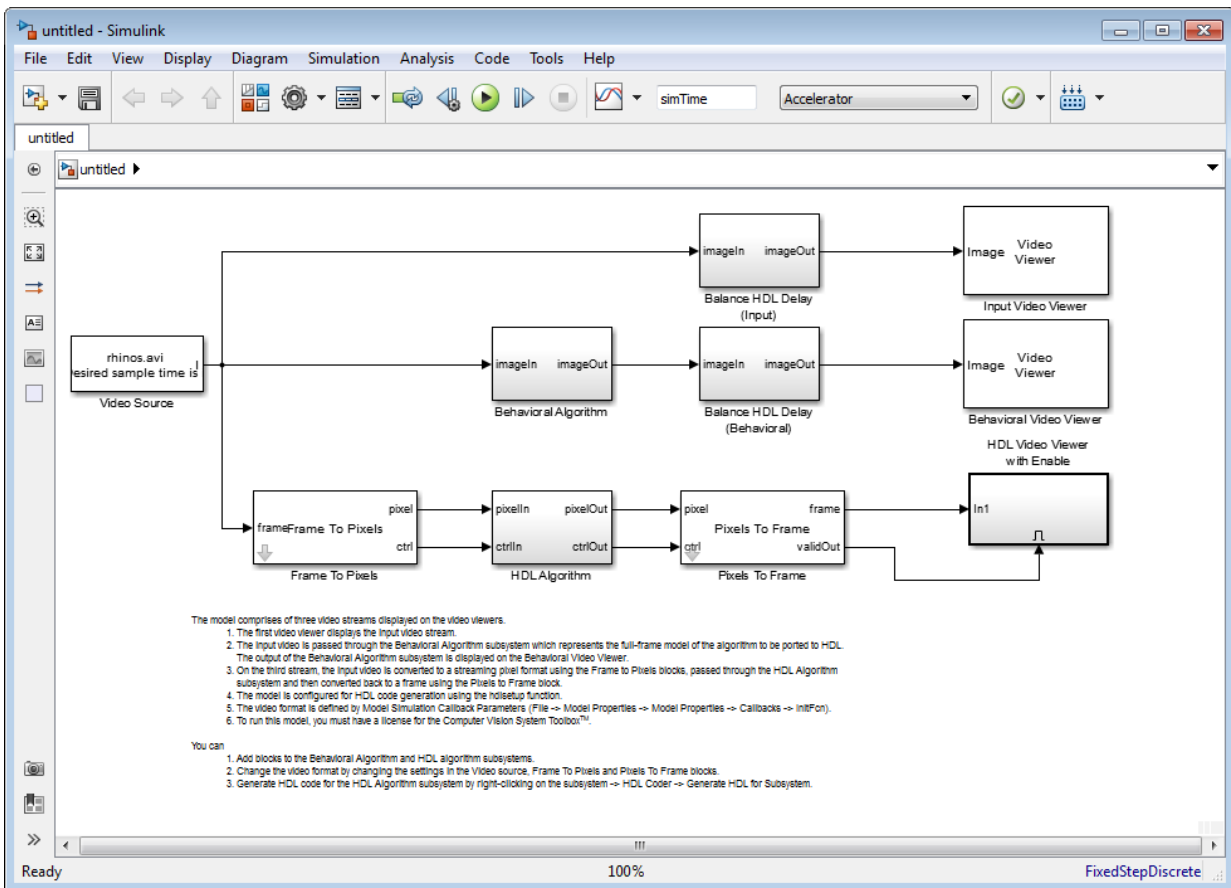 untitled - Simulink
File Edit View Display Diagram Simulation Analysis Code Tools Help
simTime Accelerator
untitled
untitled
imageIn imageOut
Balance HDL Delay
(Input)
Image Video
Viewer
Input Video Viewer
rhinos.avi
I
esired sample time is
Video Source
imageIn imageOut
Behavioral Algorithm
imageIn imageOut
Balance HDL Delay
(Behavioral)
Image Video
Viewer
Behavioral Video Viewer
HDL Video Viewer
with Enable
frame Frame To Pixels pixel
ctrl
Frame To Pixels
pixelIn pixelOut
ctrlIn ctrlOut
HDL Algorithm
pixel frame
Pixels To Frame
ctrl validOut
Pixels To Frame
In1
The model comprises of three video streams displayed on the video viewers.
1. The first video viewer displays the input video stream.
2. The input video is passed through the Behavioral Algorithm subsystem which represents the full-frame model of the algorithm to be ported to HDL.
The output of the Behavioral Algorithm subsystem is displayed on the Behavioral Video Viewer.
3. On the third stream, the input video is converted to a streaming pixel format using the Frame to Pixels blocks, passed through the HDL Algorithm
subsystem and then converted back to a frame using the Pixels to Frame block.
4. The model is configured for HDL code generation using the hdlsetup function.
5. The video format is defined by Model Simulation Callback Parameters (File -> Model Properties -> Model Properties -> Callbacks -> InitFcn).
6. To run this model, you must have a license for the Computer Vision System Toolbox™.
You can
1. Add blocks to the Behavioral Algorithm and HDL algorithm subsystems.
2. Change the video format by changing the settings in the Video source, Frame To Pixels and Pixels To Frame blocks.
3. Generate HDL code for the HDL Algorithm subsystem by right-clicking on the subsystem -> HDL Coder -> Generate HDL for Subsystem.
Ready 100% FixedStepDiscrete